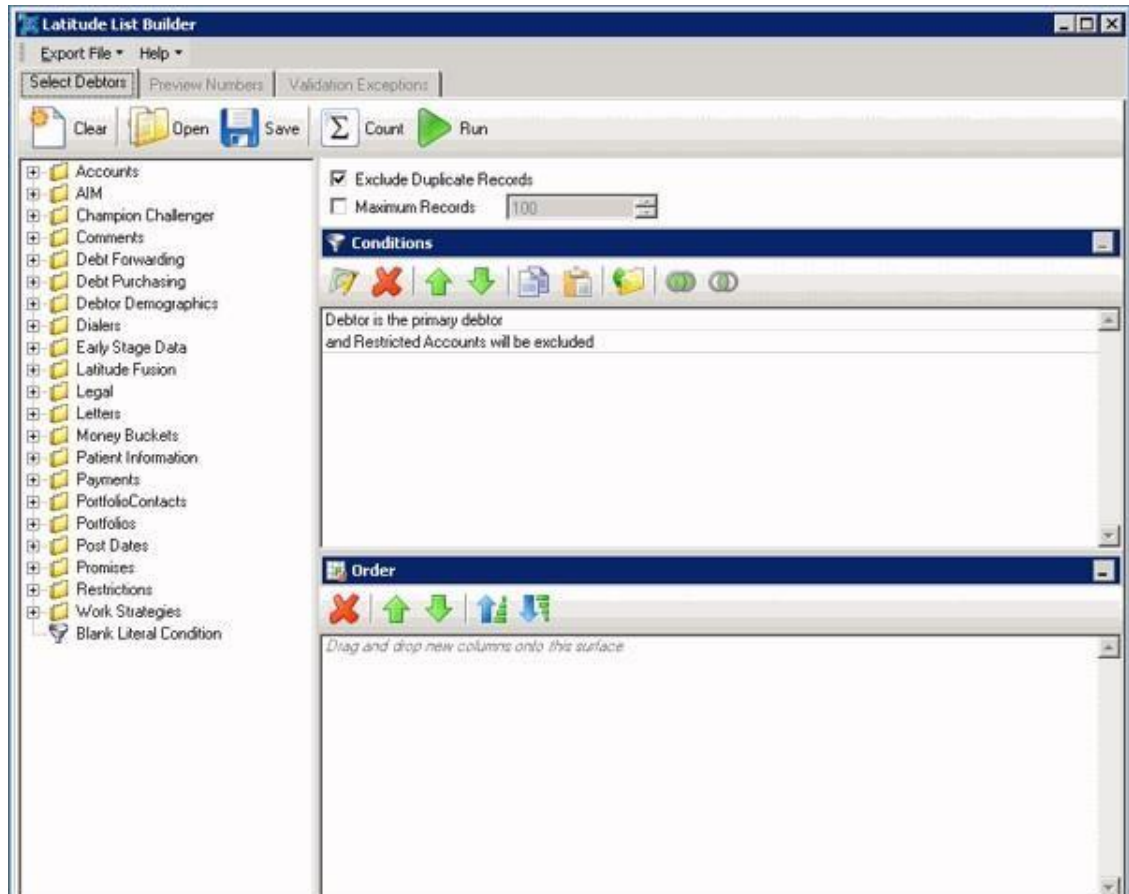 Latitude List Builder
Export File Help
Select Debtors Preview Numbers Validation Exceptions
Clear Open Save Σ Count Run
Accounts
AIM
Champion Challenger
Comments
Debt Forwarding
Debt Purchasing
Debtor Demographics
Dialers
Early Stage Data
Latitude Fusion
Legal
Letters
Money Buckets
Patient Information
Payments
PortfolioContacts
Portfolios
Post Dates
Promises
Restrictions
Work Strategies
Blank Literal Condition
Exclude Duplicate Records
Maximum Records 100
Conditions
Debtor is the primary debtor
and Restricted Accounts will be excluded
Order
Drag and drop new columns onto this surface